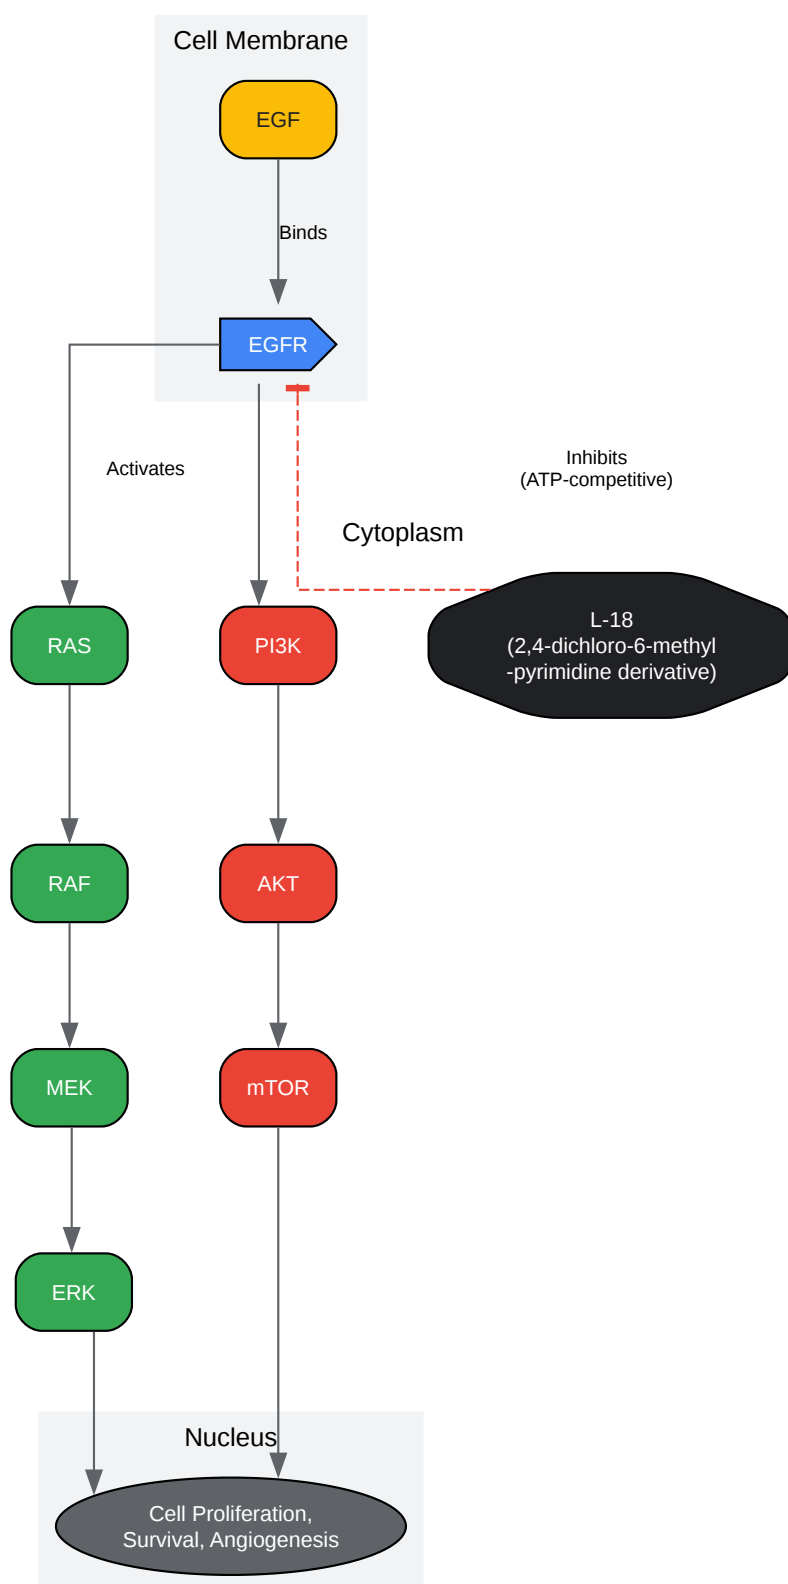 Cell Membrane
EGF
Binds
EGFR
Activates
Inhibits
(ATP-competitive)
Cytoplasm
RAS
PI3K
L-18
(2,4-dichloro-6-methyl
-pyrimidine derivative)
RAF
AKT
MEK
mTOR
ERK
Nucleus
Cell Proliferation,
Survival, Angiogenesis